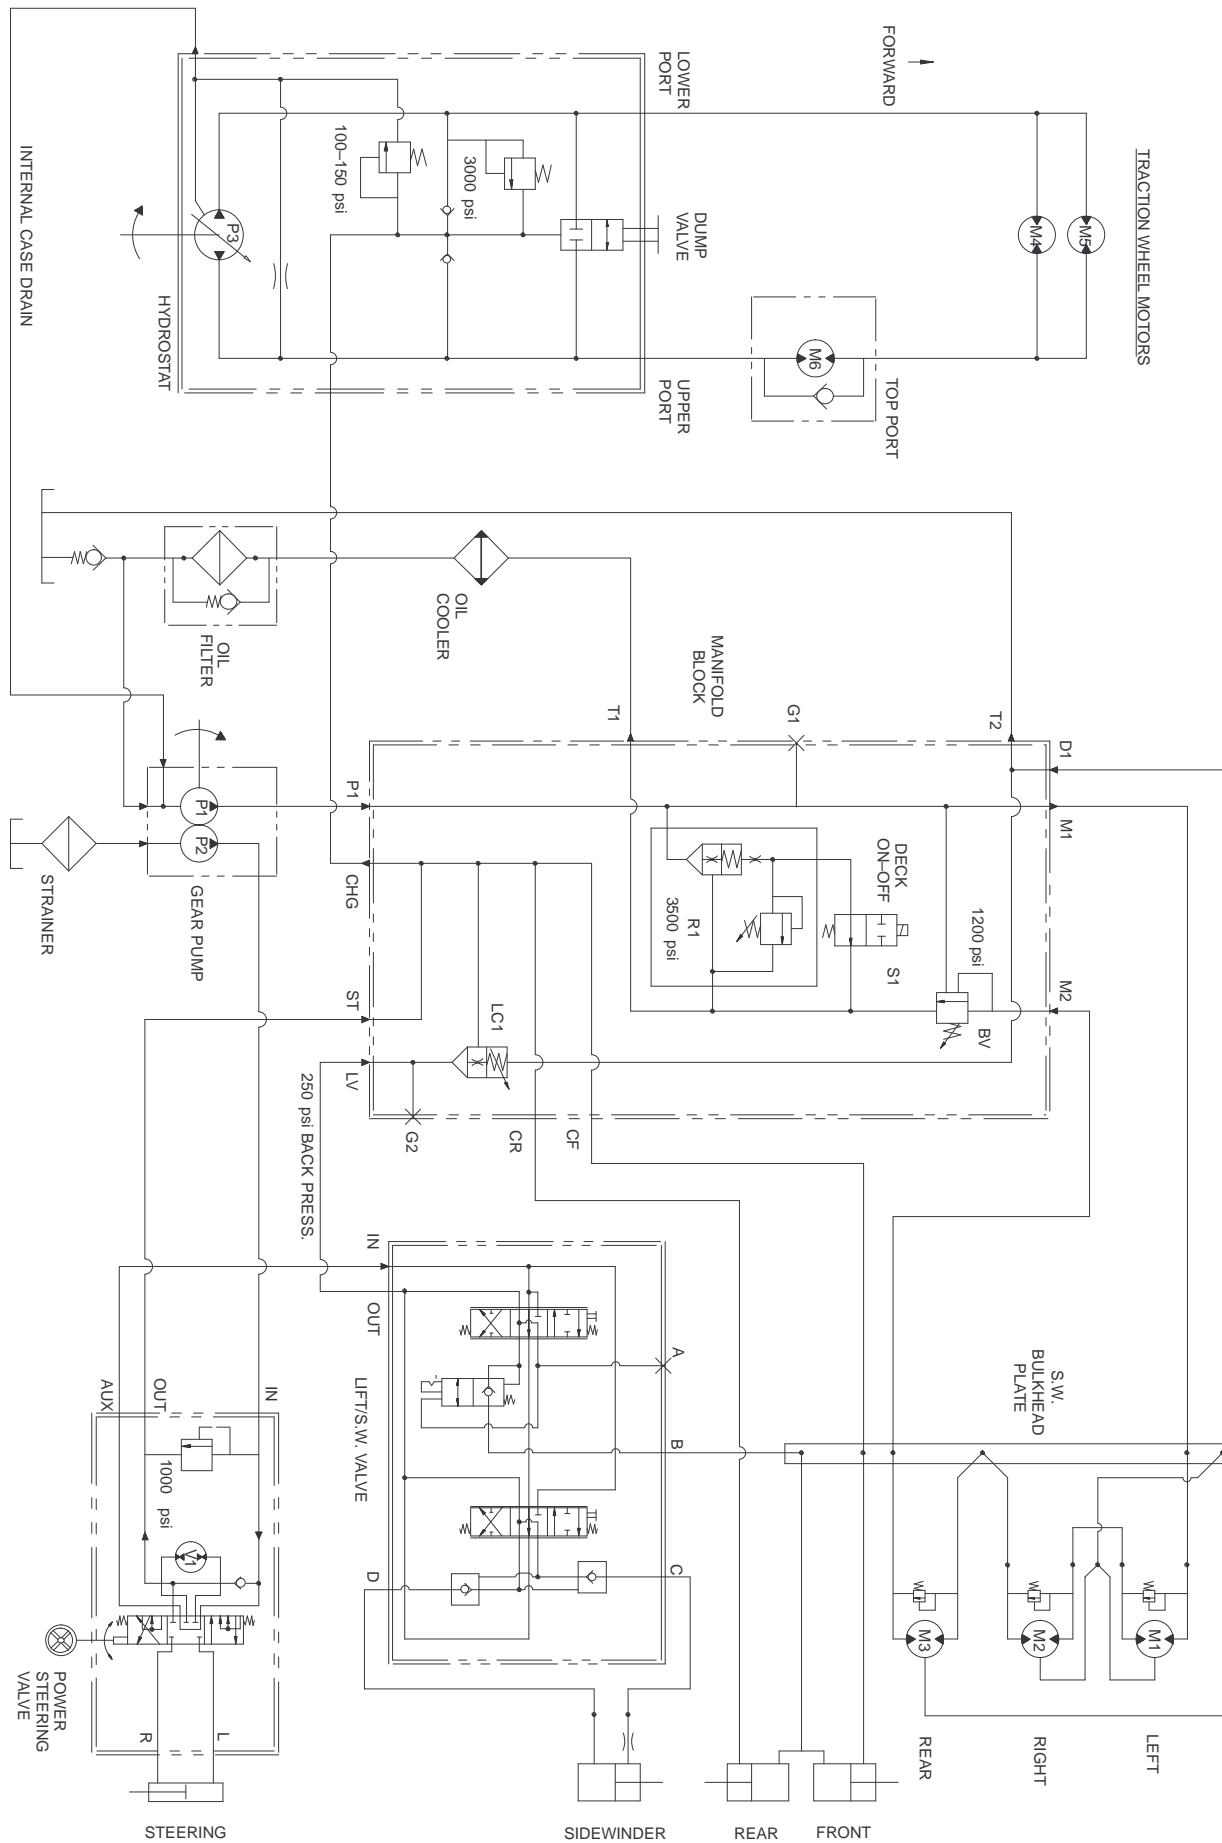 FORWARD
LOWER
PORT
TRACTION WHEEL MOTORS
INTERNAL CASE DRAIN
100–150 psi
3000 psi
DUMP
VALVE
P3
M4
M5
M6
HYDROSTAT
UPPER
PORT
TOP PORT
OIL
FILTER
OIL
COOLER
MANIFOLD
BLOCK
T1
G1
T2
D1
P1
P1
P2
M1
GEAR PUMP
STRAINER
CHG
DECK
ON–OFF
R1
3500 psi
S1
1200 psi
BV
M2
ST
LV
LC1
G2
CR
CF
250 psi BACK PRESS.
IN
OUT
A
B
C
D
LIFT/S.W. VALVE
S.W.
BULKHEAD
PLATE
AUX
OUT
IN
1000 psi
V1
POWER
STEERING
VALVE
R
L
M3
M2
M1
REAR
RIGHT
LEFT
STEERING
SIDEWINDER
REAR
FRONT